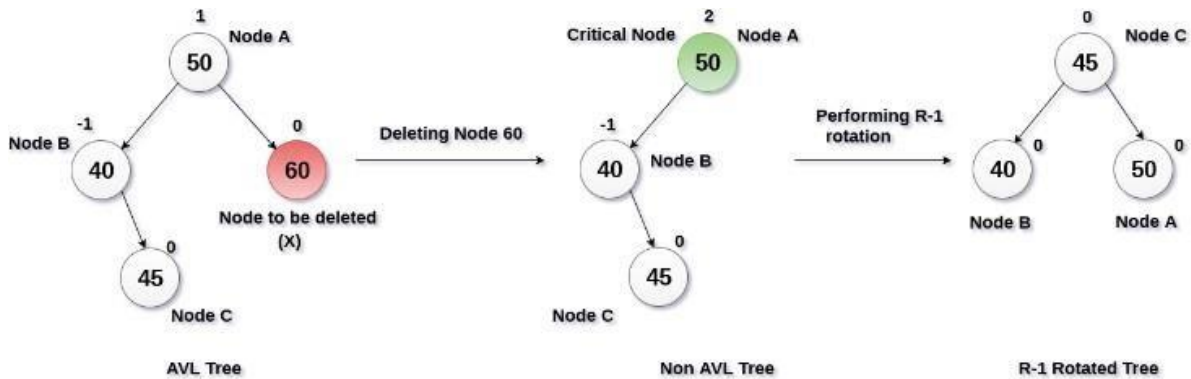 1
Node A
50
-1
Node B
40
0
60
Node to be deleted
(X)
0
45
Node C
AVL Tree
Deleting Node 60
2
Critical Node
Node A
50
-1
40
Node B
0
45
Node C
Non AVL Tree
Performing R-1
rotation
0
Node C
45
0
40
Node B
0
50
Node A
R-1 Rotated Tree